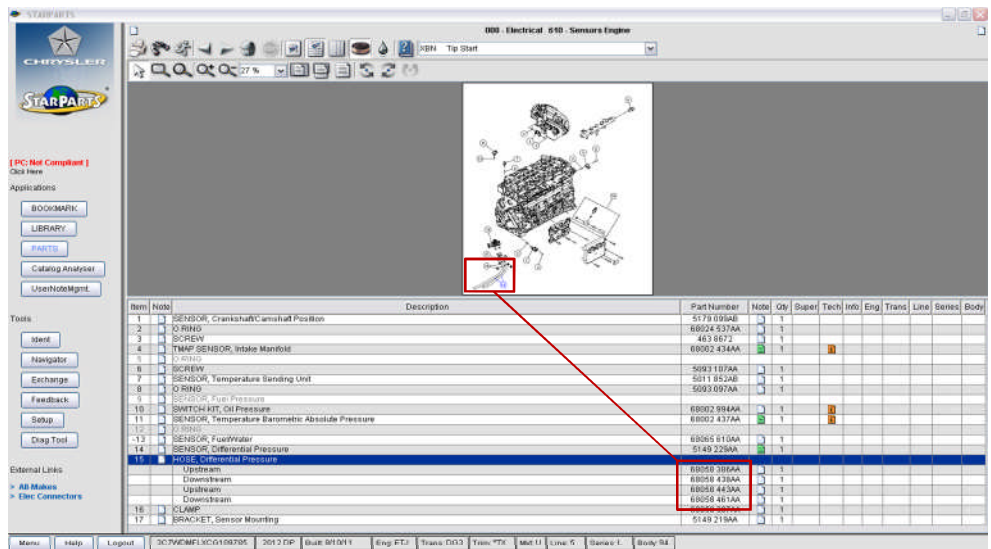 STARPARTS
000 - Electrical 610 - Sensors Engine
XBN Tip Start
CHRYSLER
27 %
STARPARTS
[ PC: Not Compliant ]
Click Here
Applications
BOOKMARK
LIBRARY
PARTS
Catalog Analyser
UserNoteMgmt.
Tools
Ident
Navigator
Exchange
Feedback
Setup
Diag Tool
External Links
> All Makes
> Elec Connectors
Item Note Description Part Number Note Qty Super Tech Info Eng Trans Line Series Body
1 SENSOR, Crankshaft/Camshaft Position 5179 099AB 1
2 O RING 68024 537AA 1
3 SCREW 463 8672 1
4 TMAP SENSOR, Intake Manifold 68002 434AA 1
5 O RING
6 SCREW 5093 107AA 1
7 SENSOR, Temperature Sending Unit 5011 852AB 1
8 O RING 5093 097AA 1
9 SENSOR, Fuel Pressure
10 SWITCH KIT, Oil Pressure 68002 994AA 1
11 SENSOR, Temperature Barometric Absolute Pressure 68002 437AA 1
12 O RING
-13 SENSOR, Fuel/Water 68065 610AA 1
14 SENSOR, Differential Pressure 5149 229AA 1
15 HOSE, Differential Pressure
Upstream 68058 386AA 1
Downstream 68058 438AA 1
Upstream 68058 443AA 1
Downstream 68058 461AA 1
16 CLAMP 1
17 BRACKET, Sensor Mounting 5149 219AA 1
Menu Help Logout 2012 DP Built: Eng: ETJ Trans: DG3 Trim: *TX Mkt: U Line: 5 Series: L Body: 94